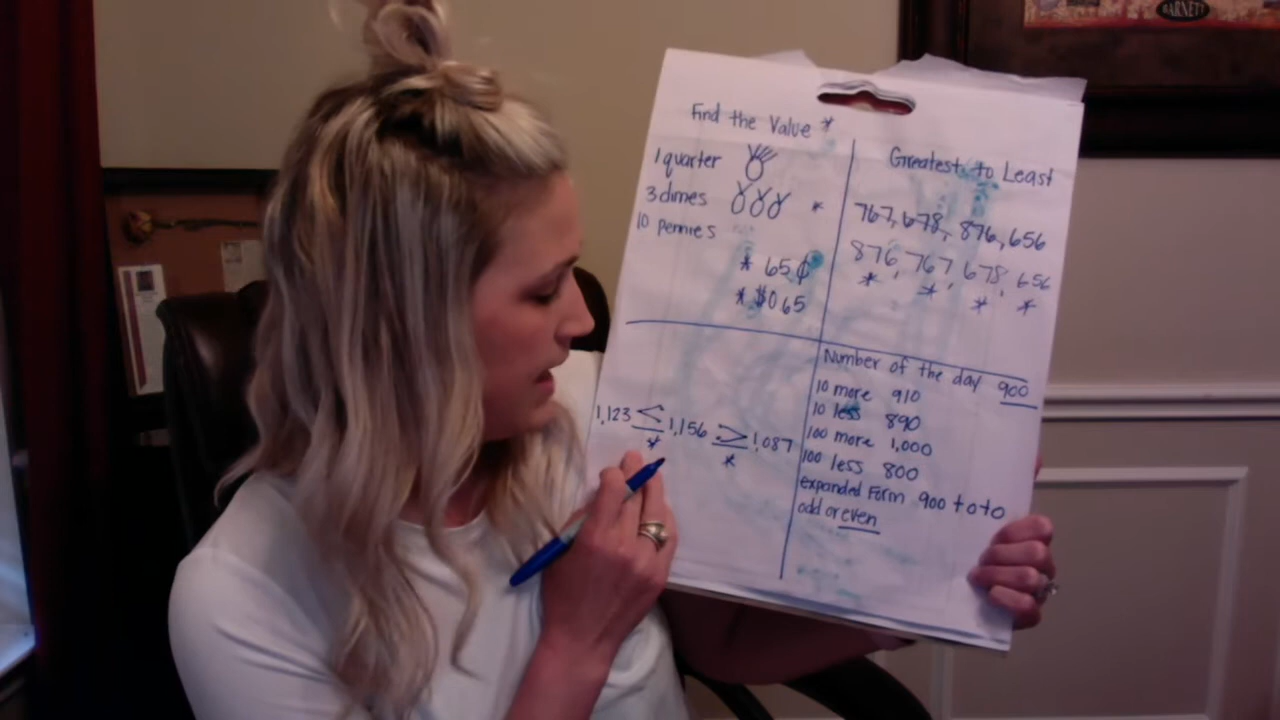 BARNETT
Find the Value *
1 quarter
3 dimes *
10 pennies
* 65¢
* $0.65
Greatest to Least
767, 678, 876, 656
876, 767, 678, 656
* * * *
1,123 < 1,156 > 1,087
* *
Number of the day 900
10 more 910
10 less 890
100 more 1,000
100 less 800
expanded form 900 + 0 + 0
odd or even